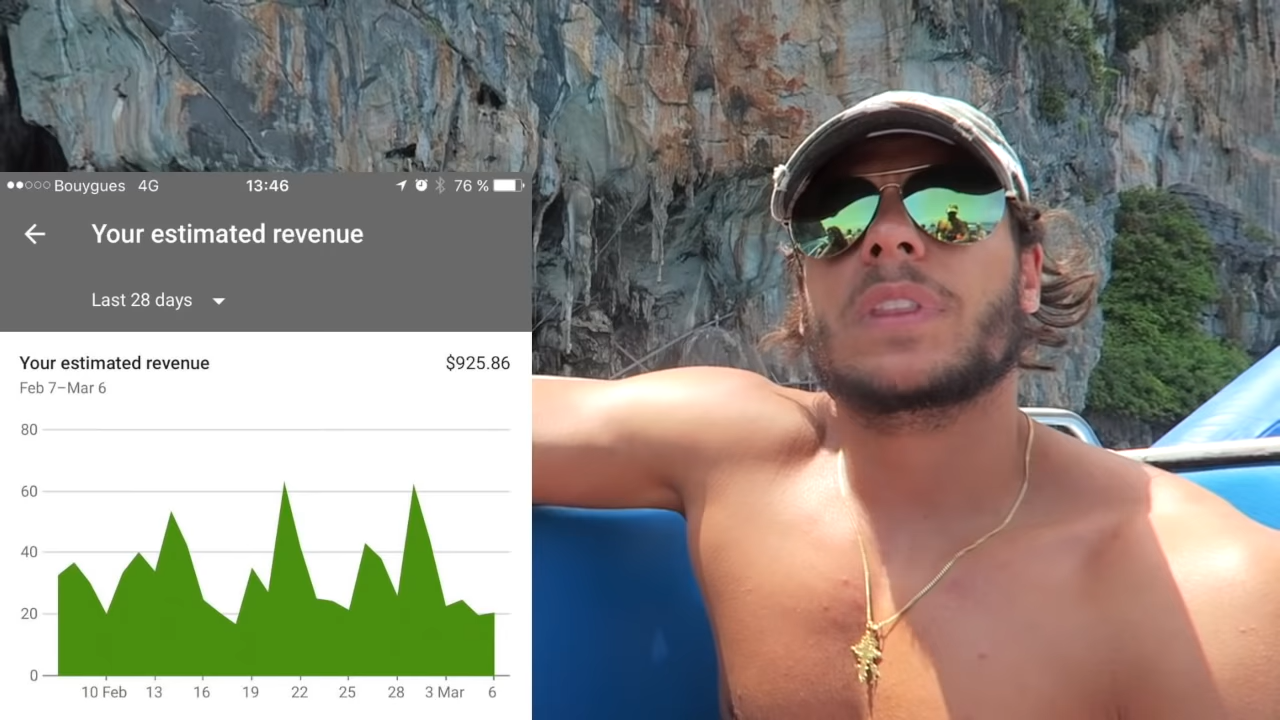 Bouygues 4G 13:46 76 %
Your estimated revenue
Last 28 days
Your estimated revenue $925.86
Feb 7–Mar 6
80
60
40
20
0
10 Feb 13 16 19 22 25 28 3 Mar 6